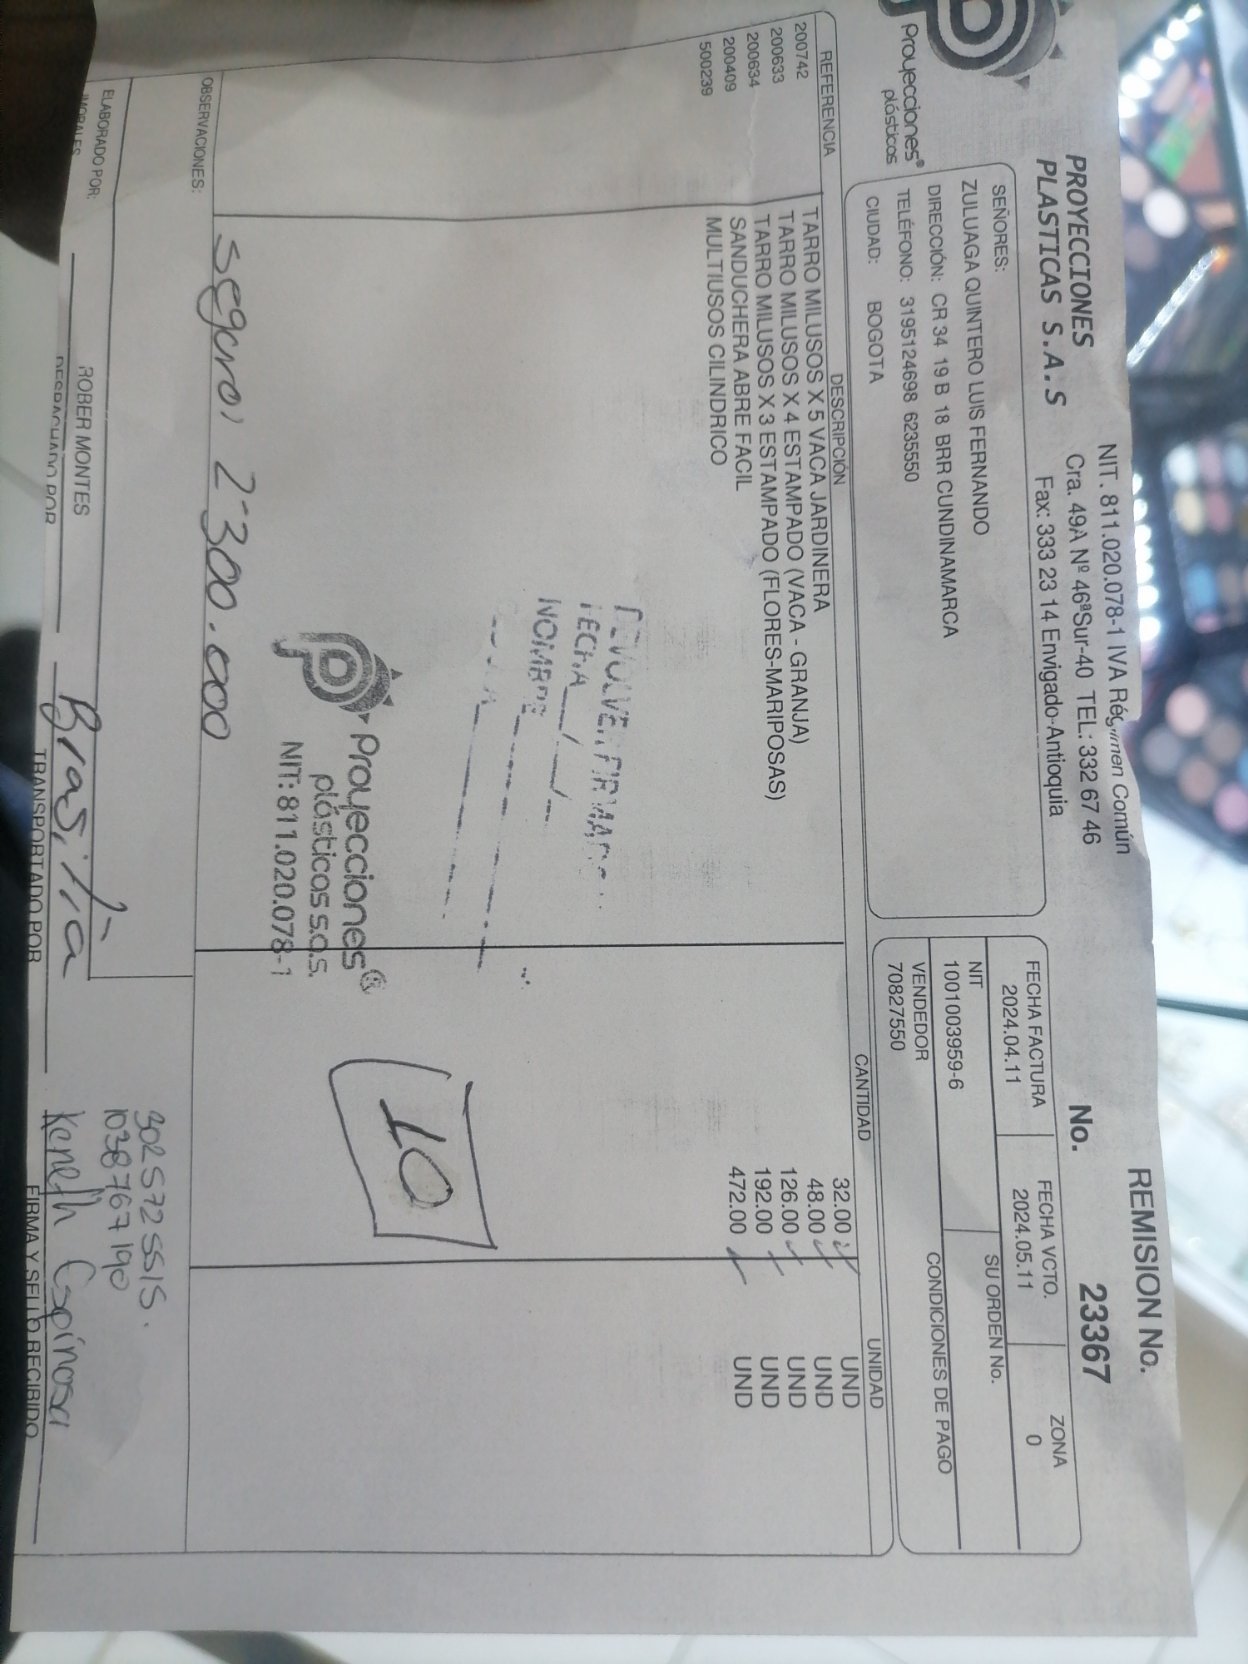 Proyecciones®
plásticos
PROYECCIONES
PLASTICAS S.A.S
NIT. 811.020.078-1 IVA Régimen Común
Cra. 49A Nº 46ªSur-40 TEL: 332 67 46
Fax: 333 23 14 Envigado-Antioquia
REMISION No.
No. 23367
SEÑORES:
ZULUAGA QUINTERO LUIS FERNANDO
DIRECCIÓN: CR 34 19 B 18 BRR CUNDINAMARCA
TELÉFONO: 3195124698 6235550
CIUDAD: BOGOTA
FECHA FACTURA FECHA VCTO. ZONA
2024.04.11 2024.05.11 0
NIT SU ORDEN No.
1001003959-6
VENDEDOR CONDICIONES DE PAGO
70827550
REFERENCIA DESCRIPCIÓN CANTIDAD UNIDAD
200742 TARRO MILUSOS X 5 VACA JARDINERA 32.00 UND
200633 TARRO MILUSOS X 4 ESTAMPADO (VACA - GRANJA) 48.00 UND
200634 TARRO MILUSOS X 3 ESTAMPADO (FLORES-MARIPOSAS) 126.00 UND
200409 SANDUCHERA ABRE FACIL 192.00 UND
500239 MULTIUSOS CILINDRICO 472.00 UND
FECHA
NOMBRE
10
Proyecciones®
plásticos s.a.s.
NIT: 811.020.078-1
OBSERVACIONES:
2'300.000
3025725515.
1038767190
ELABORADO POR: ROBER MONTES Brasilia Keneth Espinosa
DESPACHADO POR TRANSPORTADO POR FIRMA Y SELLO RECIBIDO